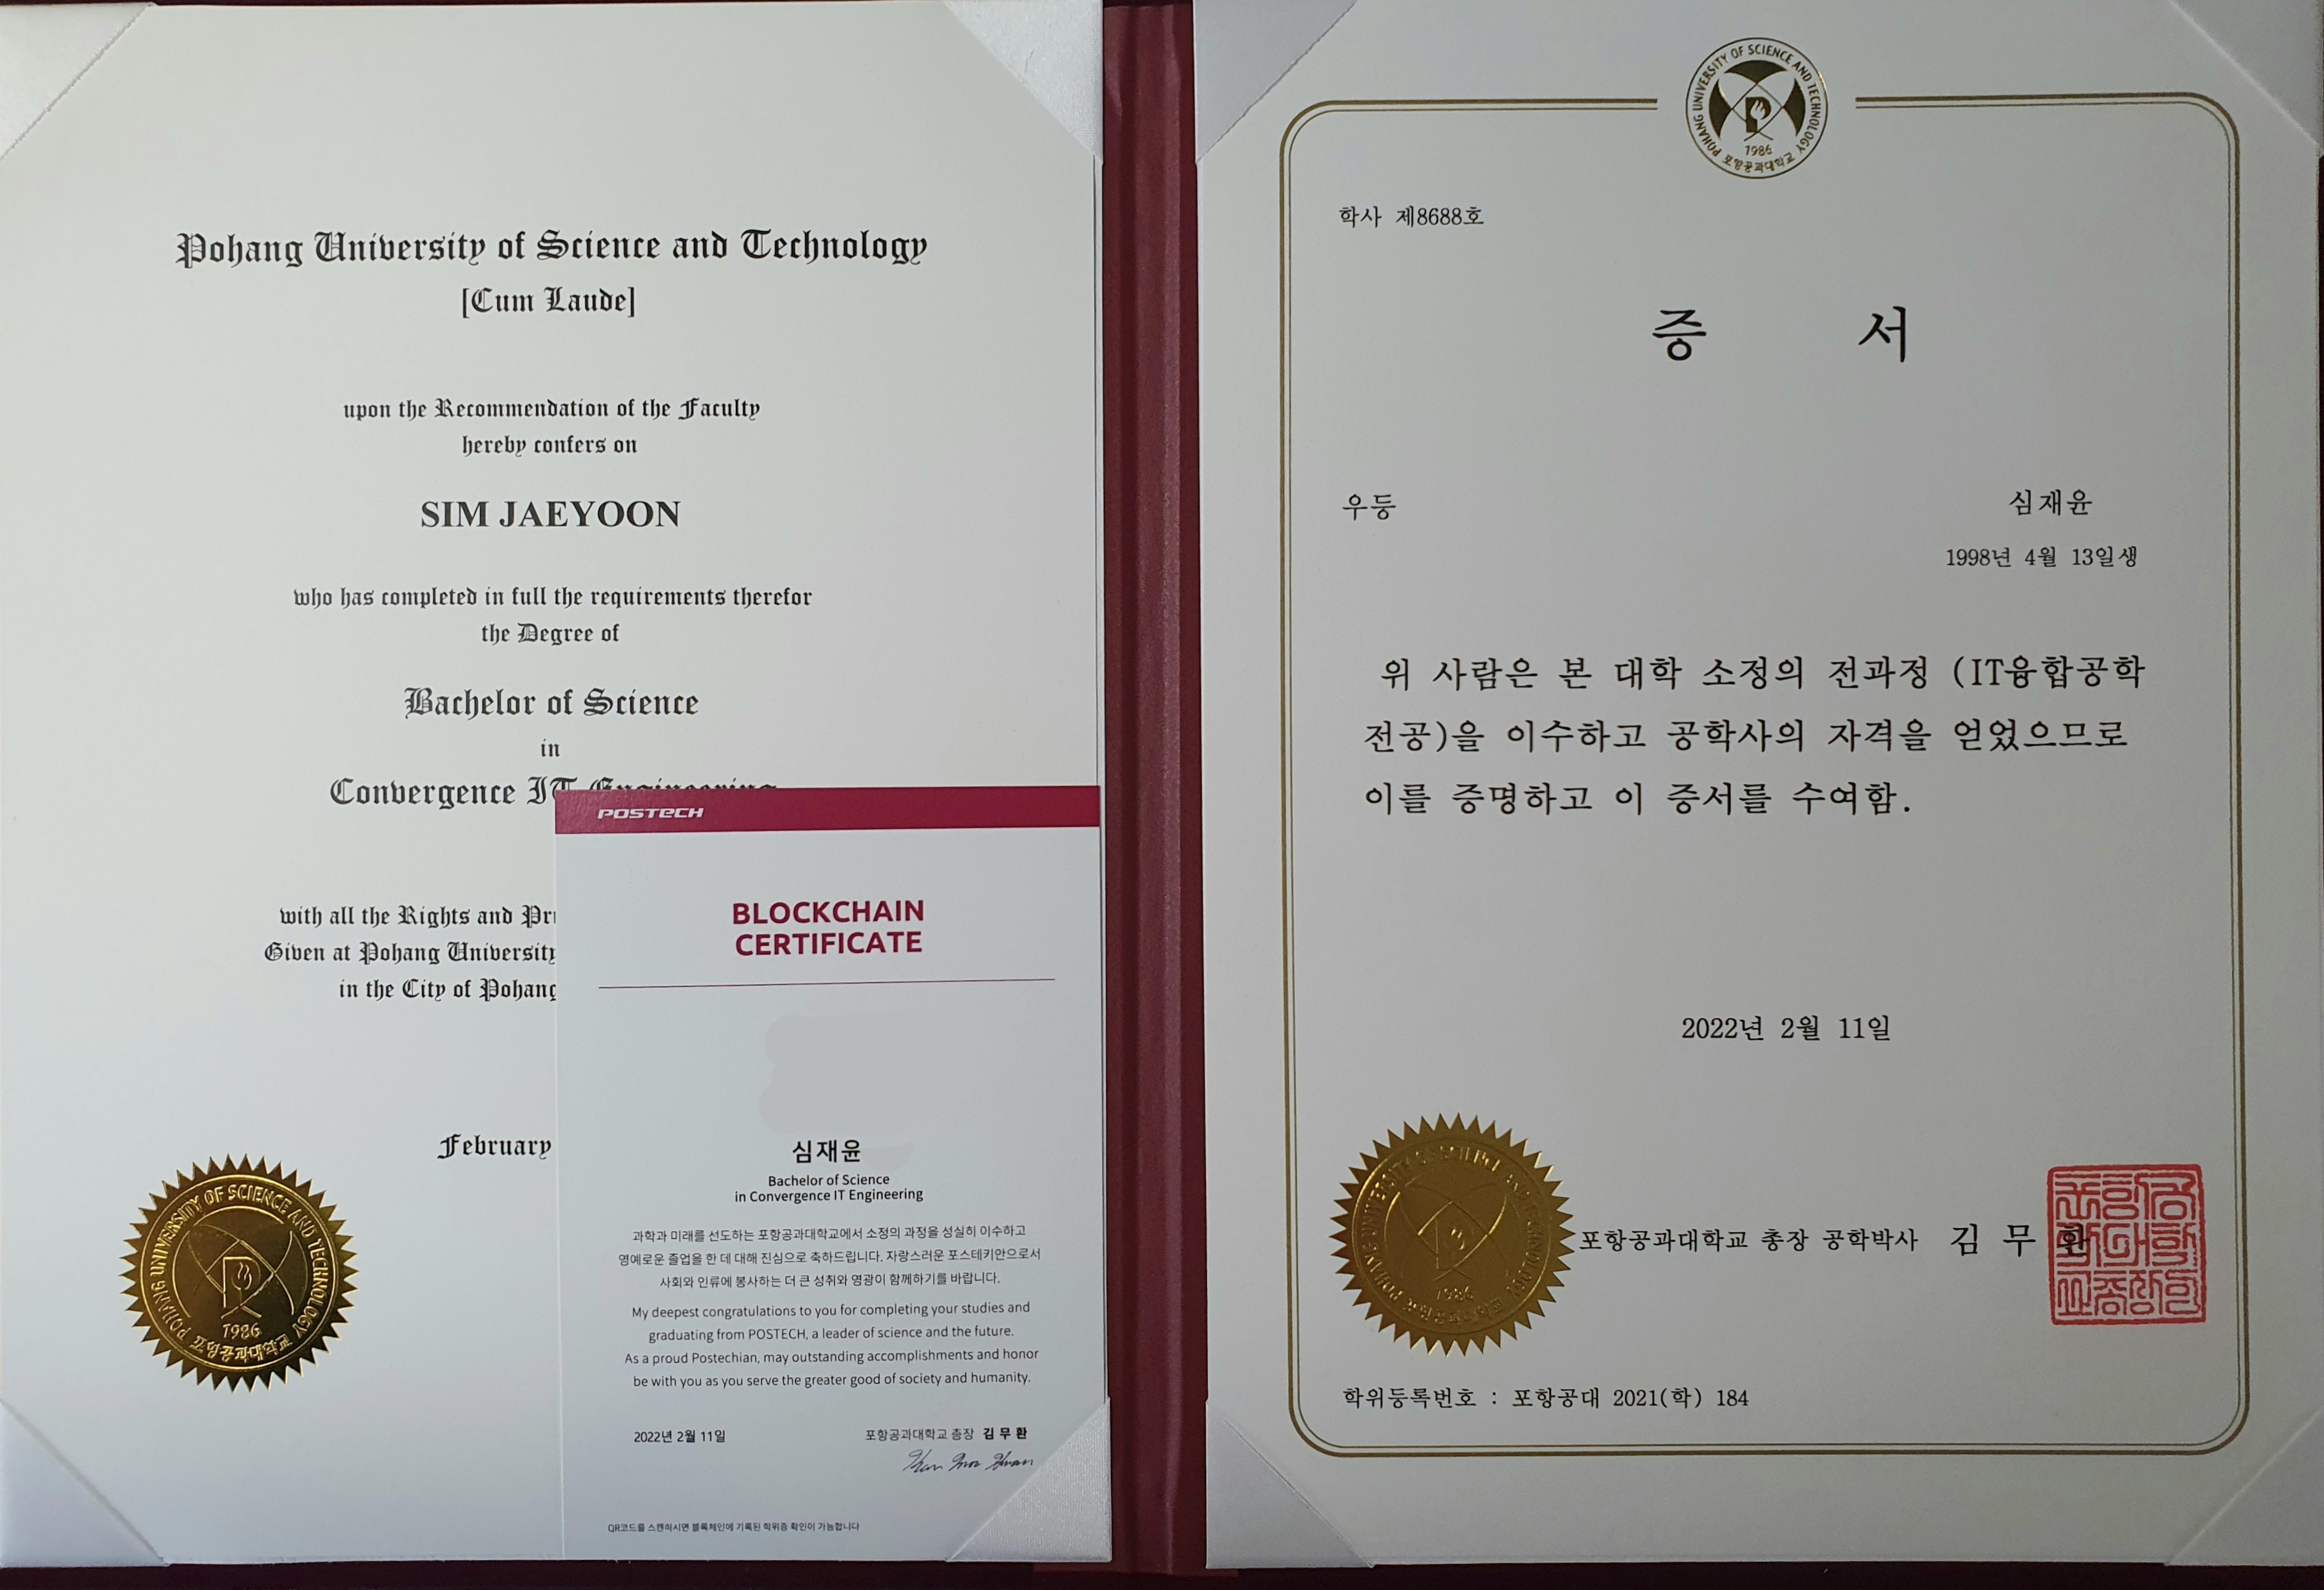 Pohang University of Science and Technology
[Cum Laude]
upon the Recommendation of the Faculty
hereby confers on
SIM JAEYOON
who has completed in full the requirements therefor
the Degree of
Bachelor of Science
in
Convergence IT Engineering
with all the Rights and
Given at Pohang University
in the City of Pohang
February
POHANG UNIVERSITY OF SCIENCE AND TECHNOLOGY
1986
포항공과대학교
POSTECH
BLOCKCHAIN
CERTIFICATE
심재윤
Bachelor of Science
in Convergence IT Engineering
과학과 미래를 선도하는 포항공과대학교에서 소정의 과정을 성실히 이수하고
영예로운 졸업을 한 데 대해 진심으로 축하드립니다. 자랑스러운 포스테키안으로서
사회와 인류에 봉사하는 더 큰 성취와 영광이 함께하기를 바랍니다.
My deepest congratulations to you for completing your studies and
graduating from POSTECH, a leader of science and the future.
As a proud Postechian, may outstanding accomplishments and honor
be with you as you serve the greater good of society and humanity.
2022년 2월 11일
포항공과대학교 총장 김 무 환
QR코드를 스캔하시면 블록체인에 기록된 학위증 확인이 가능합니다
POHANG UNIVERSITY OF SCIENCE AND TECHNOLOGY
1986
포항공과대학교
학사 제8688호
증 서
우등
심재윤
1998년 4월 13일생
위 사람은 본 대학 소정의 전과정 (IT융합공학
전공)을 이수하고 공학사의 자격을 얻었으므로
이를 증명하고 이 증서를 수여함.
2022년 2월 11일
POHANG UNIVERSITY OF SCIENCE AND TECHNOLOGY
1986
포항공과대학교
포항공과대학교 총장 공학박사 김 무 환
학위등록번호 : 포항공대 2021(학) 184